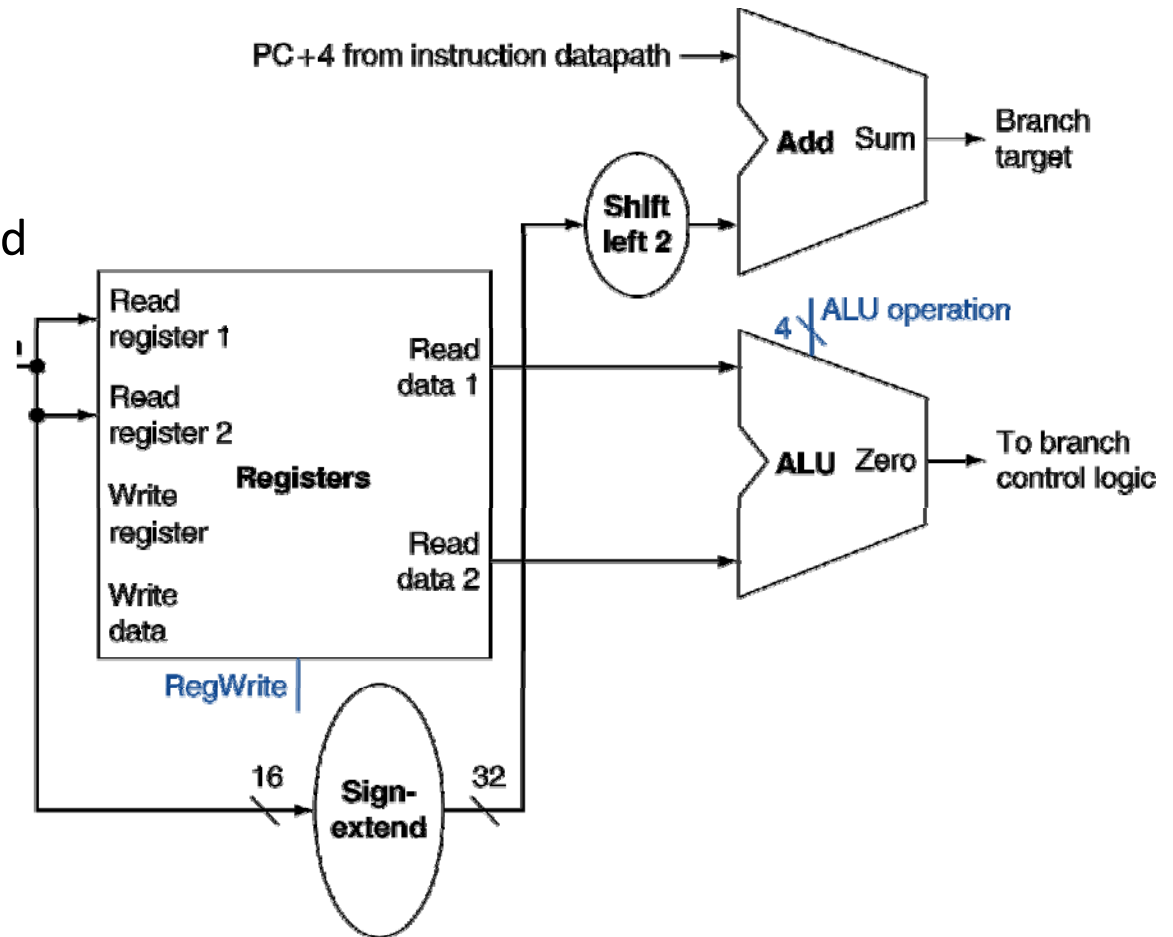 PC+4 from instruction datapath
Add Sum
Branch
target
Shift
left 2
d
Read
register 1
Read
data 1
4
ALU operation
Read
register 2
Registers
ALU Zero
To branch
control logic
Write
register
Read
data 2
Write
data
RegWrite
16
Sign-
extend
32